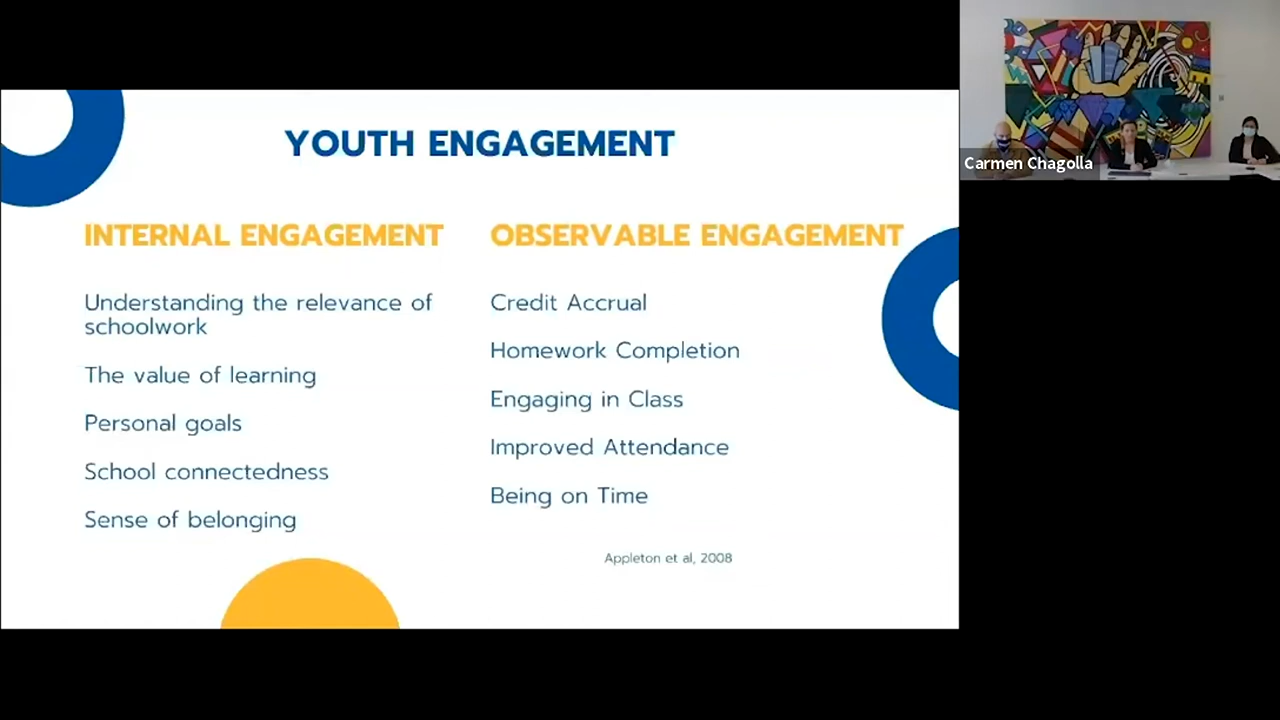 YOUTH ENGAGEMENT
INTERNAL ENGAGEMENT
Understanding the relevance of
schoolwork
The value of learning
Personal goals
School connectedness
Sense of belonging
OBSERVABLE ENGAGEMENT
Credit Accrual
Homework Completion
Engaging in Class
Improved Attendance
Being on Time
Appleton et al, 2008
Carmen Chagolla